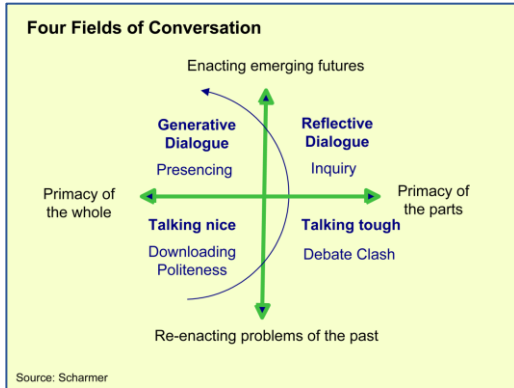 Four Fields of Conversation
Enacting emerging futures
Generative
Dialogue
Presencing
Reflective
Dialogue
Inquiry
Primacy of
the whole
Primacy of
the parts
Talking nice
Downloading
Politeness
Talking tough
Debate Clash
Re-enacting problems of the past
Source: Scharmer